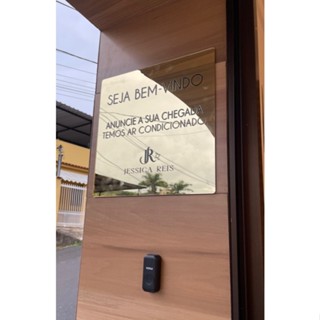 SEJA BEM-VINDO
ANUNCIE A SUA CHEGADA
TEMOS AR CONDICIONADO
JR
JESSICA REIS